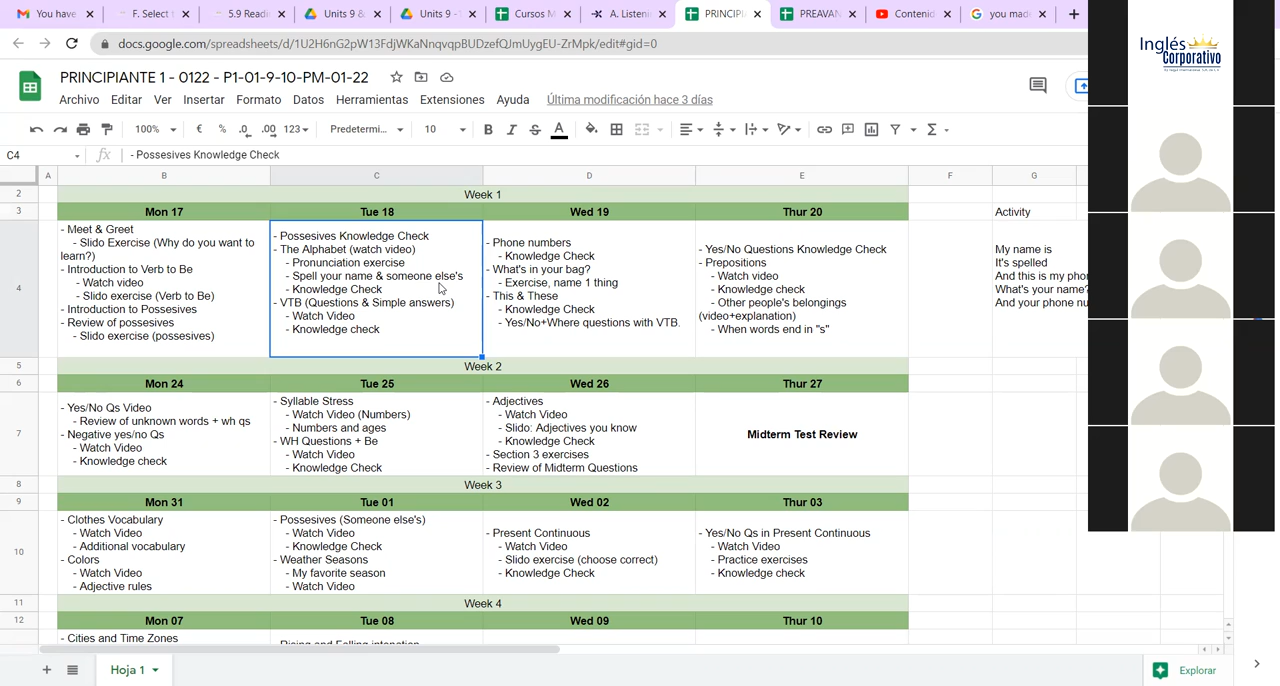 You have
F. Select t
5.9 Readi
Units 9 &
Units 9 -
Cursos M
A. Listeni
PRINCIPI
PREAVAN
Contenid
you made
docs.google.com/spreadsheets/d/1U2H6nG2pW13FdjWKaNnqvqpBUDzefQJmUygEU-ZrMpk/edit#gid=0
Inglés
Corporativo
PRINCIPIANTE 1 - 0122 - P1-01-9-10-PM-01-22
Archivo Editar Ver Insertar Formato Datos Herramientas Extensiones Ayuda Última modificación hace 3 días
100% € % .0 .00 123 Predetermi... 10 B I S A
C4 fx - Possesives Knowledge Check
A B C D E F G
2 Week 1
3 Mon 17 Tue 18 Wed 19 Thur 20 Activity
4
- Meet & Greet
- Slido Exercise (Why do you want to
learn?)
- Introduction to Verb to Be
- Watch video
- Slido exercise (Verb to Be)
- Introduction to Possesives
- Review of possesives
- Slido exercise (possesives)
- Possesives Knowledge Check
- The Alphabet (watch video)
- Pronunciation exercise
- Spell your name & someone else's
- Knowledge Check
- VTB (Questions & Simple answers)
- Watch Video
- Knowledge check
- Phone numbers
- Knowledge Check
- What's in your bag?
- Exercise, name 1 thing
- This & These
- Knowledge Check
- Yes/No+Where questions with VTB.
- Yes/No Questions Knowledge Check
- Prepositions
- Watch video
- Knowledge check
- Other people's belongings
(video+explanation)
- When words end in "s"
My name is
It's spelled
And this is my phor
What's your name?
And your phone nu
5 Week 2
6 Mon 24 Tue 25 Wed 26 Thur 27
7
- Yes/No Qs Video
- Review of unknown words + wh qs
- Negative yes/no Qs
- Watch Video
- Knowledge check
- Syllable Stress
- Watch Video (Numbers)
- Numbers and ages
- WH Questions + Be
- Watch Video
- Knowledge Check
- Adjectives
- Watch Video
- Slido: Adjectives you know
- Knowledge Check
- Section 3 exercises
- Review of Midterm Questions
Midterm Test Review
8 Week 3
9 Mon 31 Tue 01 Wed 02 Thur 03
10
- Clothes Vocabulary
- Watch Video
- Additional vocabulary
- Colors
- Watch Video
- Adjective rules
- Possesives (Someone else's)
- Watch Video
- Knowledge Check
- Weather Seasons
- My favorite season
- Watch Video
- Present Continuous
- Watch Video
- Slido exercise (choose correct)
- Knowledge Check
- Yes/No Qs in Present Continuous
- Watch Video
- Practice exercises
- Knowledge check
11 Week 4
12 Mon 07 Tue 08 Wed 09 Thur 10
- Cities and Time Zones
- Rising and Falling intonation
Hoja 1
Explorar